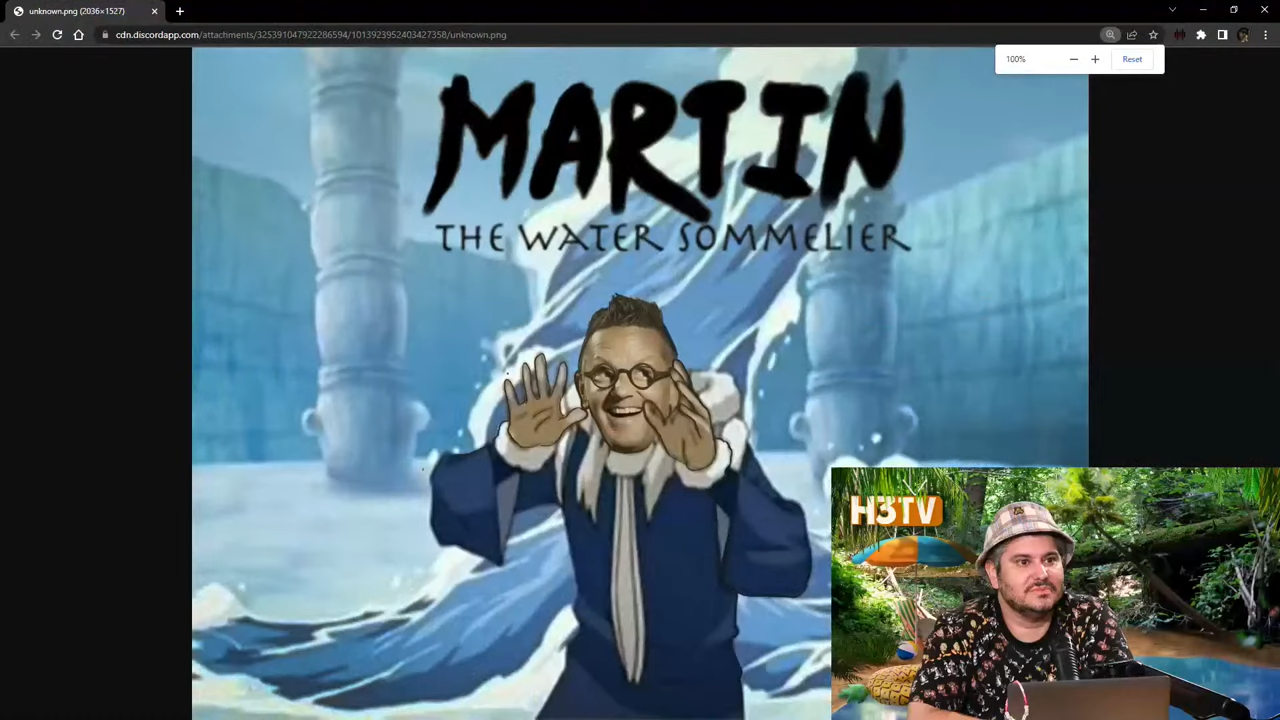 unknown.png (2036×1527)
cdn.discordapp.com/attachments/325391047922286594/1013923952403427358/unknown.png
100%
Reset
MARTIN
THE WATER SOMMELIER
H3TV